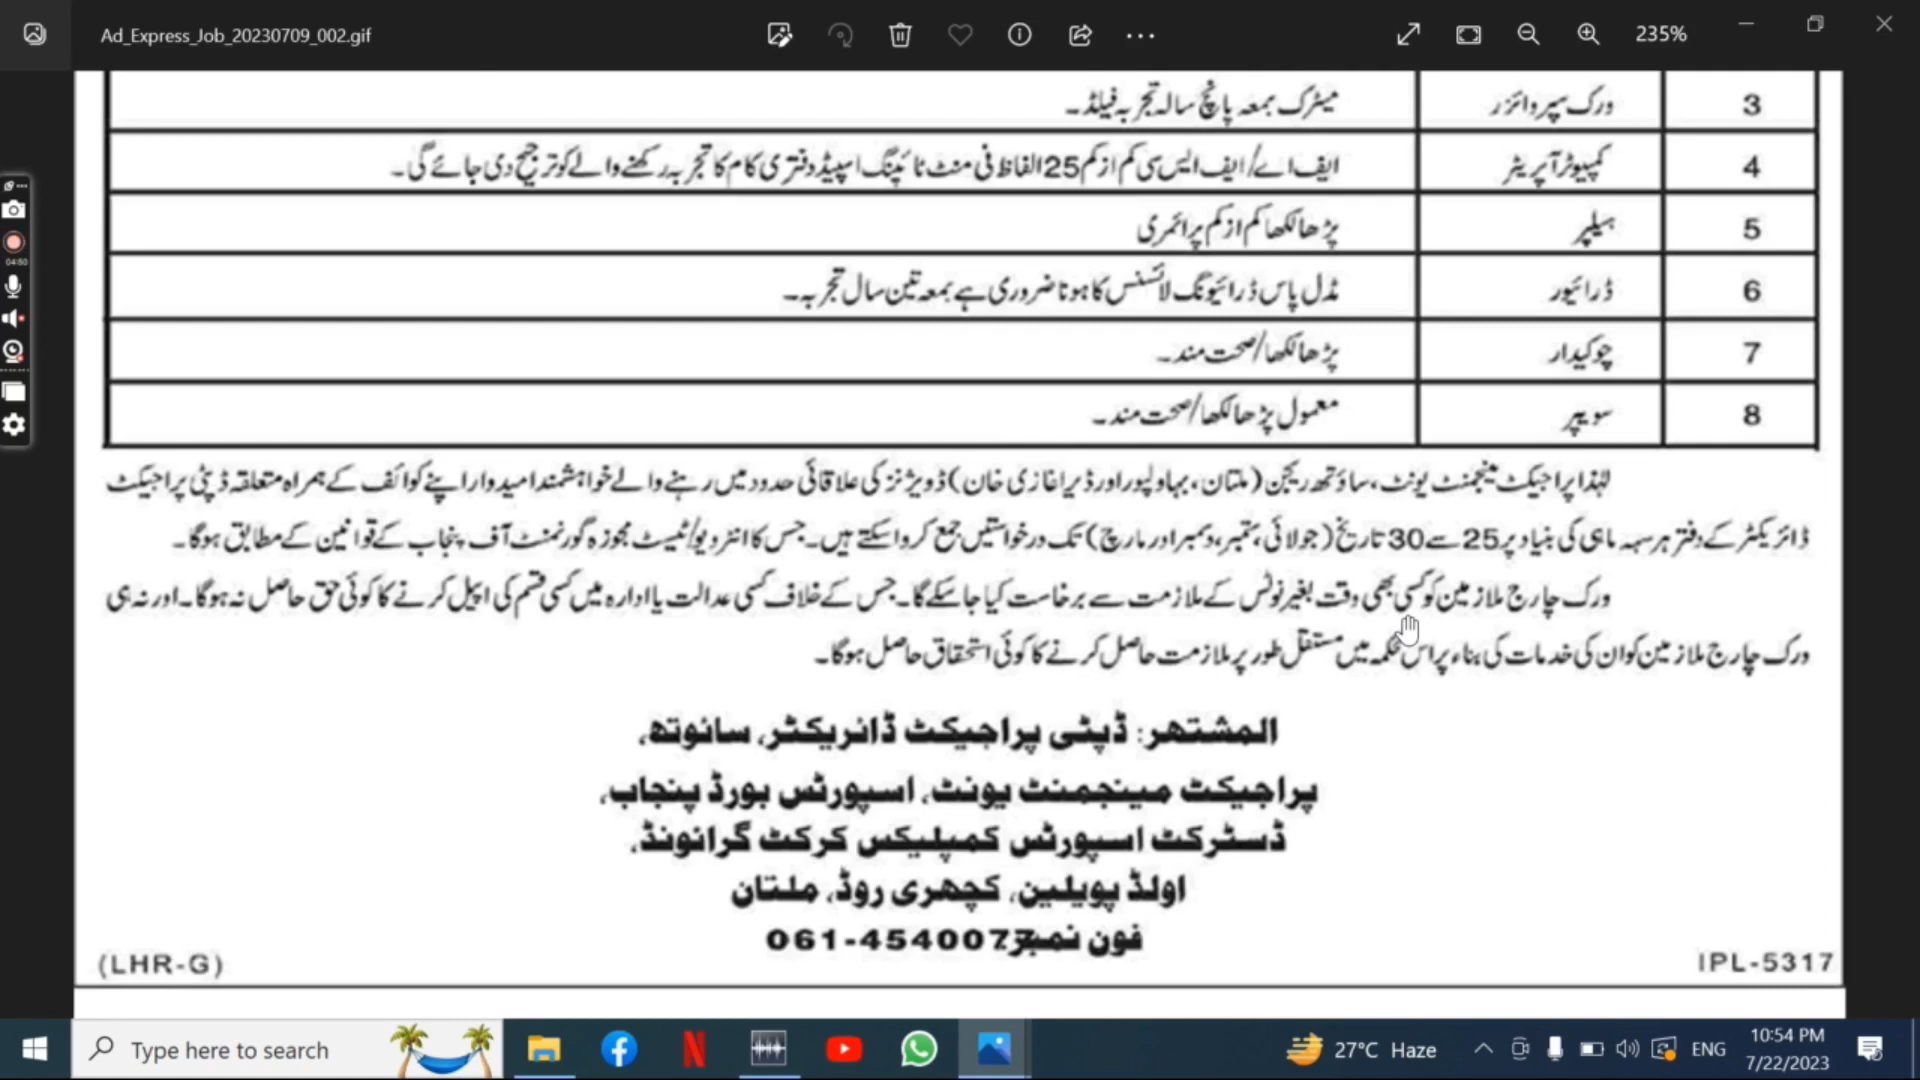 Ad_Express_Job_20230709_002.gif
235%
3 ورک سپروائزر میٹرک بمعہ پانچ سالہ تجربہ فیلڈ۔
4 کمپیوٹر آپریٹر ایف اے/ایف ایس سی کم از کم 25 الفاظ فی منٹ ٹائپنگ اسپیڈ دفتری کام کا تجربہ رکھنے والے کو ترجیح دی جائے گی۔
5 ہیلپر پڑھا لکھا کم از کم پرائمری
6 ڈرائیور مڈل پاس ڈرائیونگ لائسنس کا ہونا ضروری ہے بمعہ تین سال تجربہ۔
7 چوکیدار پڑھا لکھا/صحت مند۔
8 سویپر معمول پڑھا لکھا/صحت مند۔
لہٰذا پراجیکٹ مینجمنٹ یونٹ، ساؤتھ ریجن (ملتان، بہاولپور اور ڈیرا غازی خان) ڈویژنز کی علاقائی حدود میں رہنے والے خواہشمند امیدوار اپنے کوائف کے ہمراہ متعلقہ ڈپٹی پراجیکٹ
ڈائریکٹر کے دفتر ہر سہہ ماہی کی بنیاد پر 25 سے 30 تاریخ (جولائی، ستمبر، دسمبر اور مارچ) تک درخواستیں جمع کروا سکتے ہیں۔ جس کا انٹرویو/ٹیسٹ مجوزہ گورنمنٹ آف پنجاب کے قوانین کے مطابق ہوگا۔
ورک چارج ملازمین کو کسی بھی وقت بغیر نوٹس کے ملازمت سے برخاست کیا جا سکے گا۔ جس کے خلاف کسی عدالت یا ادارہ میں کسی قسم کی اپیل کرنے کا کوئی حق حاصل نہ ہوگا۔ اور نہ ہی
ورک چارج ملازمین کو ان کی خدمات کی بناء پر اس محکمہ میں مستقل طور پر ملازمت حاصل کرنے کا کوئی استحقاق حاصل ہوگا۔
المشتہر: ڈپٹی پراجیکٹ ڈائریکٹر، ساؤتھ،
پراجیکٹ مینجمنٹ یونٹ، اسپورٹس بورڈ پنجاب،
ڈسٹرکٹ اسپورٹس کمپلیکس کرکٹ گرائونڈ،
اولڈ پویلین، کچھری روڈ، ملتان
فون نمبر: 061-4540077
(LHR-G) IPL-5317
04:50
Type here to search
27°C Haze
ENG
10:54 PM
7/22/2023